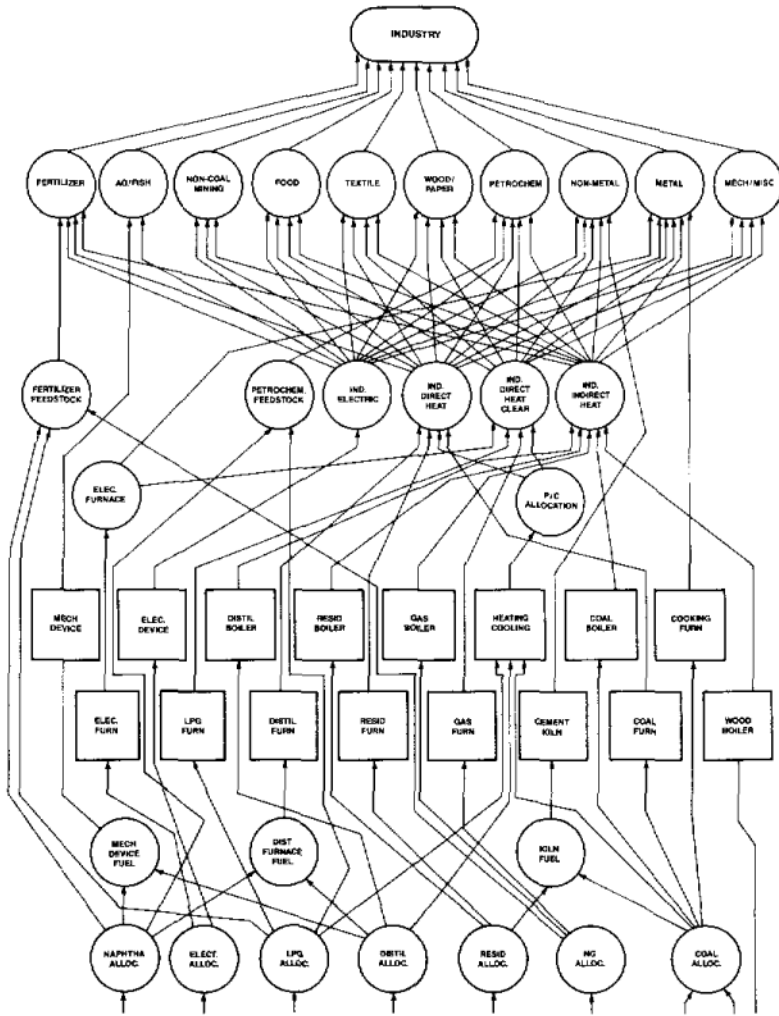 INDUSTRY
FERTILIZER
AG./FISH
NON-COAL
MINING
FOOD
TEXTILE
WOOD/
PAPER
PETROCHEM
NON-METAL
METAL
MECH/MISC
FERTILIZER
FEEDSTOCK
PETROCHEM.
FEEDSTOCK
IND.
ELECTRIC
IND.
DIRECT
HEAT
IND.
DIRECT
HEAT
CLEAR
IND.
INDIRECT
HEAT
ELEC.
FURNACE
P/C
ALLOCATION
MECH
DEVICE
ELEC.
DEVICE
DISTIL
BOILER
RESID
BOILER
GAS
BOILER
HEATING
COOLING
COAL
BOILER
COOKING
FURN
ELEC.
FURN
LPG
FURN
DISTIL
FURN
RESID
FURN
GAS
FURN
CEMENT
KILN
COAL
FURN
WOOD
BOILER
MECH
DEVICE
FUEL
DIST
FURNACE
FUEL
KILN
FUEL
NAPHTHA
ALLOC.
ELECT.
ALLOC.
LPG
ALLOC.
DISTIL
ALLOC.
RESID
ALLOC.
NG
ALLOC.
COAL
ALLOC.